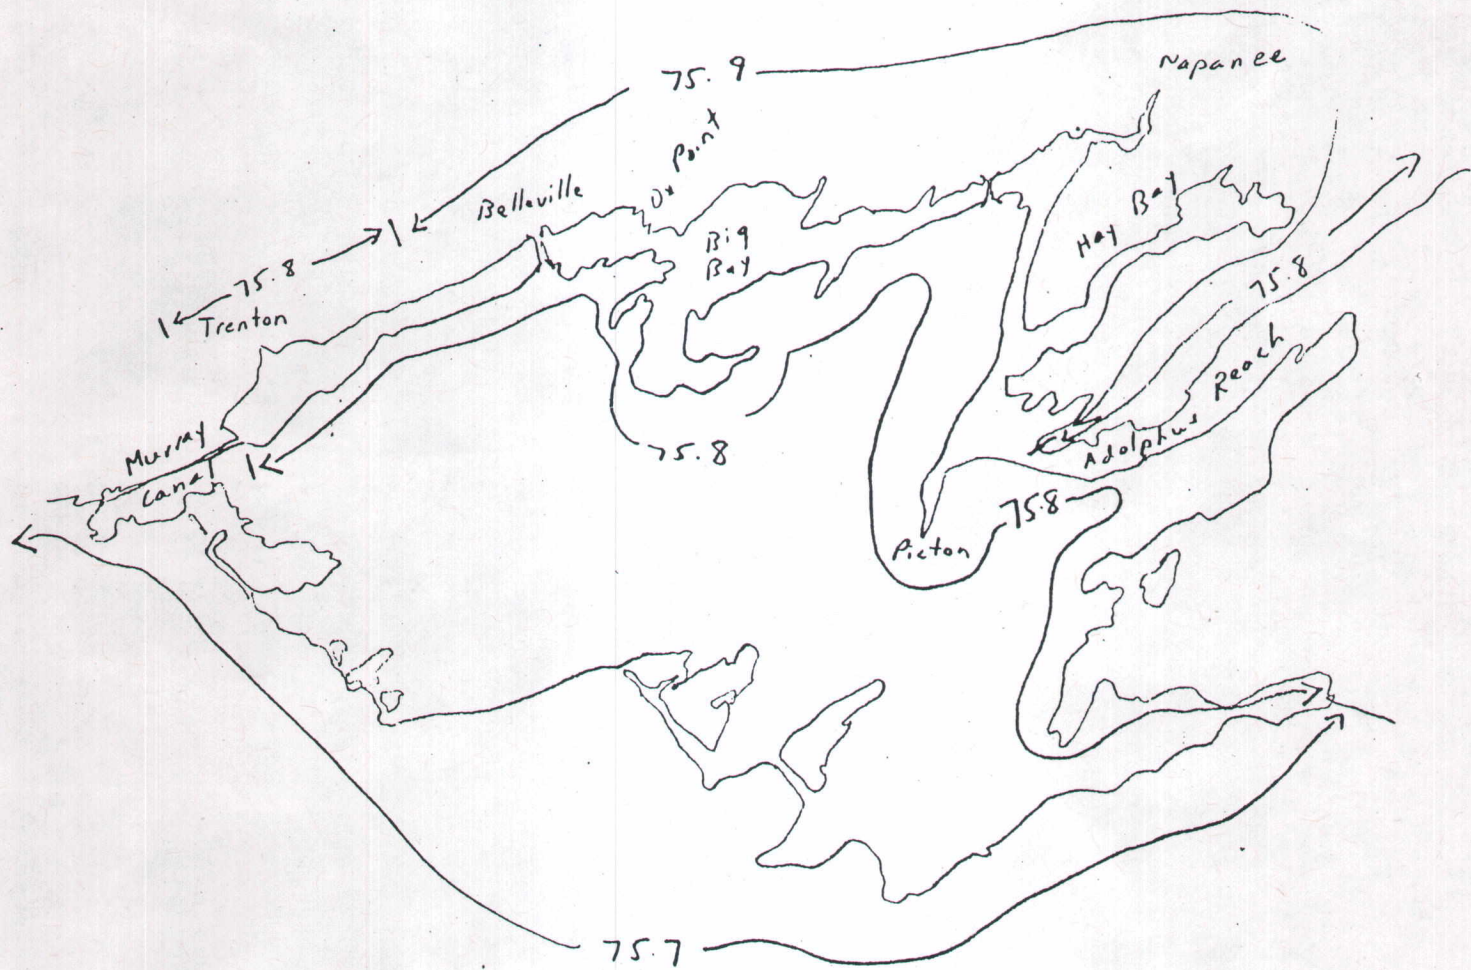 75.9
Napanee
Ox Point
Belleville
Hay Bay
Big
Bay
75.8
75.8
Trenton
Reach
Adolphus
Murray
Canal
75.8
75.8
Picton
75.7